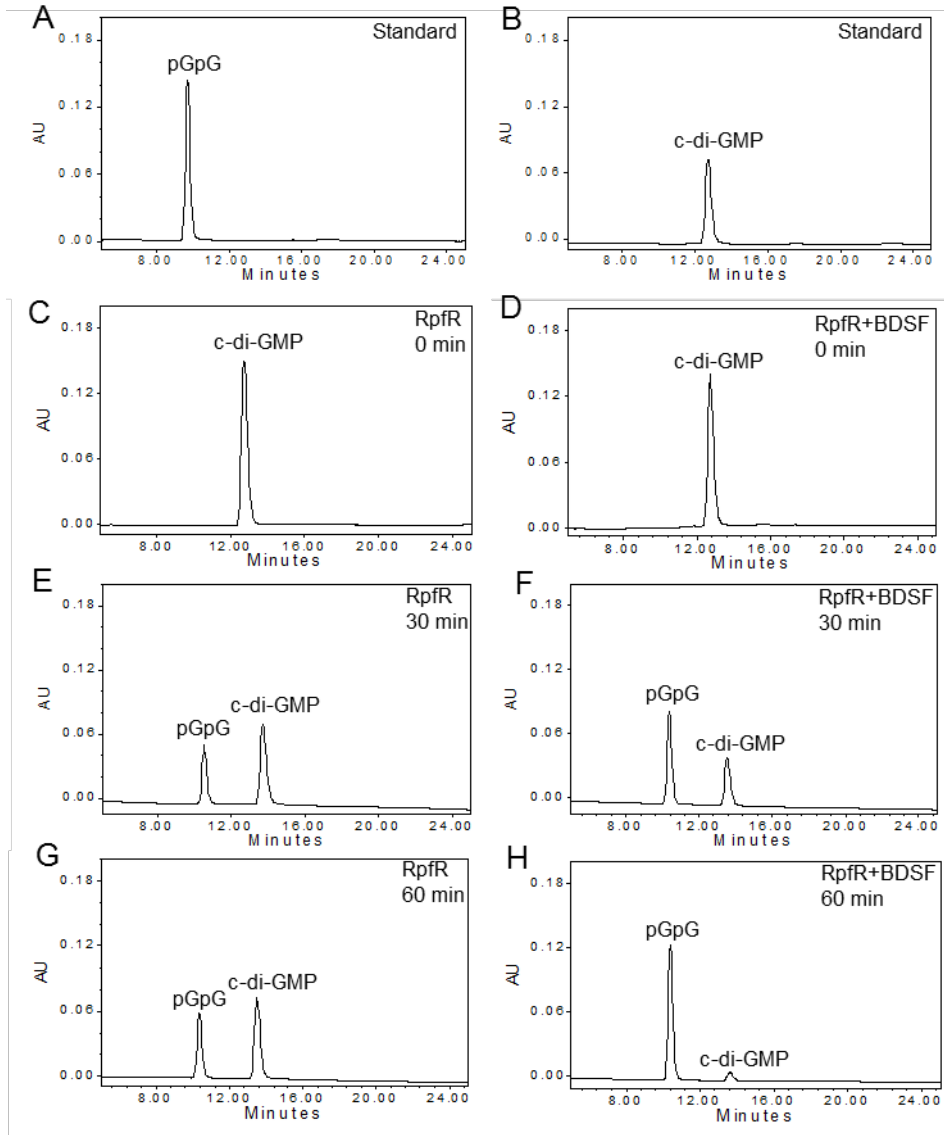 A
Standard
pGpG
0.18
0.12
0.06
0.00
AU
8.00 12.00 16.00 20.00 24.00
Minutes
B
Standard
c-di-GMP
0.18
0.12
0.06
0.00
AU
8.00 12.00 16.00 20.00 24.00
Minutes
C
RpfR
0 min
c-di-GMP
0.18
0.12
0.06
0.00
AU
8.00 12.00 16.00 20.00 24.00
Minutes
D
RpfR+BDSF
0 min
c-di-GMP
0.18
0.12
0.06
0.00
AU
8.00 12.00 16.00 20.00 24.00
Minutes
E
RpfR
30 min
pGpG
c-di-GMP
0.18
0.12
0.06
0.00
AU
8.00 12.00 16.00 20.00 24.00
Minutes
F
RpfR+BDSF
30 min
pGpG
c-di-GMP
0.18
0.12
0.06
0.00
AU
8.00 12.00 16.00 20.00 24.00
Minutes
G
RpfR
60 min
pGpG
c-di-GMP
0.18
0.12
0.06
0.00
AU
8.00 12.00 16.00 20.00 24.00
Minutes
H
RpfR+BDSF
60 min
pGpG
c-di-GMP
0.18
0.12
0.06
0.00
AU
8.00 12.00 16.00 20.00 24.00
Minutes